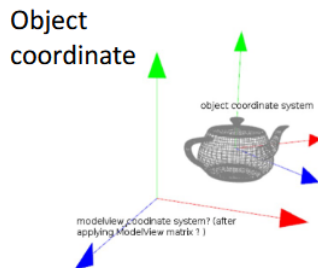 Object
coordinate
object coordinate system
modelview coodinate system? (after
applying ModelView matrix ? )